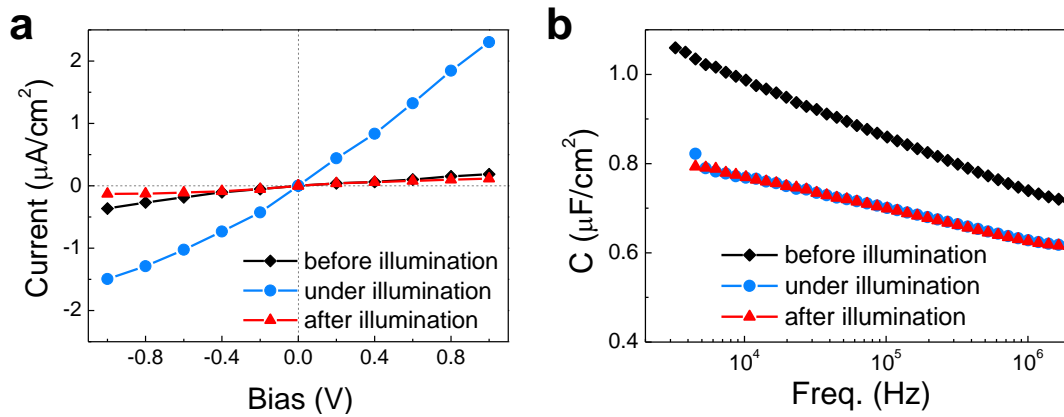 a
Current (μA/cm²)
2
1
0
-1
-2
before illumination
under illumination
after illumination
-0.8 -0.4 0.0 0.4 0.8
Bias (V)
b
C (μF/cm²)
1.0
0.8
0.6
0.4
before illumination
under illumination
after illumination
10⁴ 10⁵ 10⁶
Freq. (Hz)